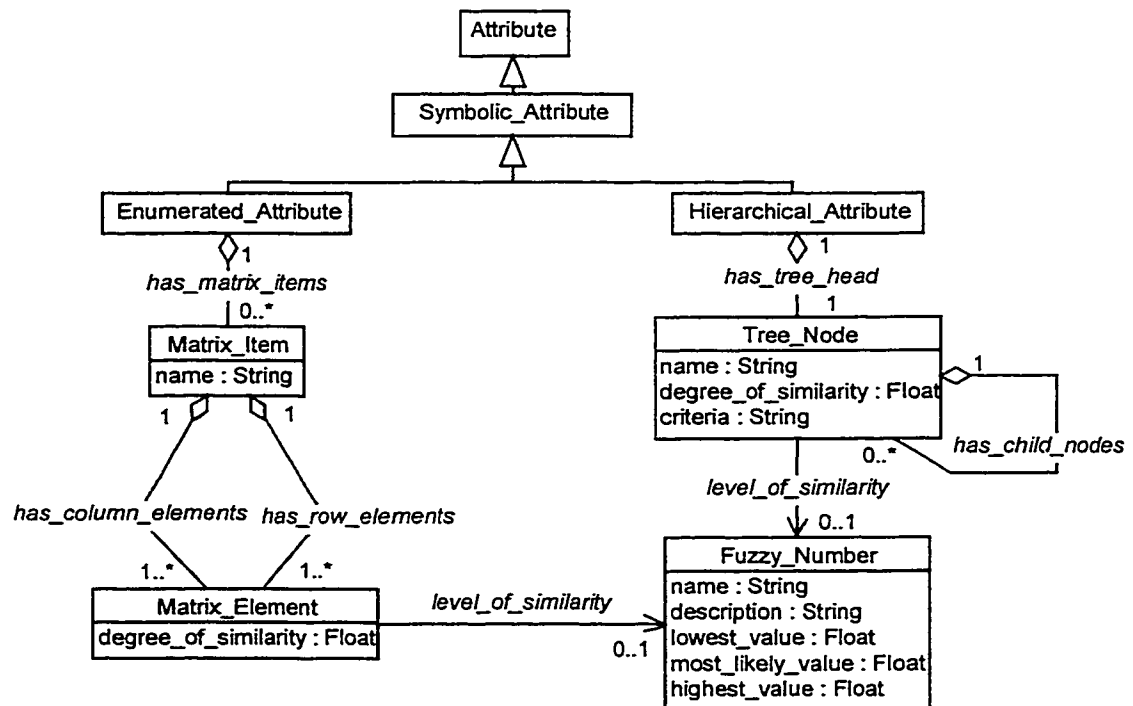 Attribute
Symbolic_Attribute
Enumerated_Attribute
Hierarchical_Attribute
1
1
has_matrix_items
has_tree_head
0..*
1
Matrix_Item
name : String
Tree_Node
name : String
degree_of_similarity : Float
criteria : String
1
1
1
0..*
has_child_nodes
level_of_similarity
has_column_elements
has_row_elements
0..1
1..*
1..*
Matrix_Element
degree_of_similarity : Float
level_of_similarity
0..1
Fuzzy_Number
name : String
description : String
lowest_value : Float
most_likely_value : Float
highest_value : Float